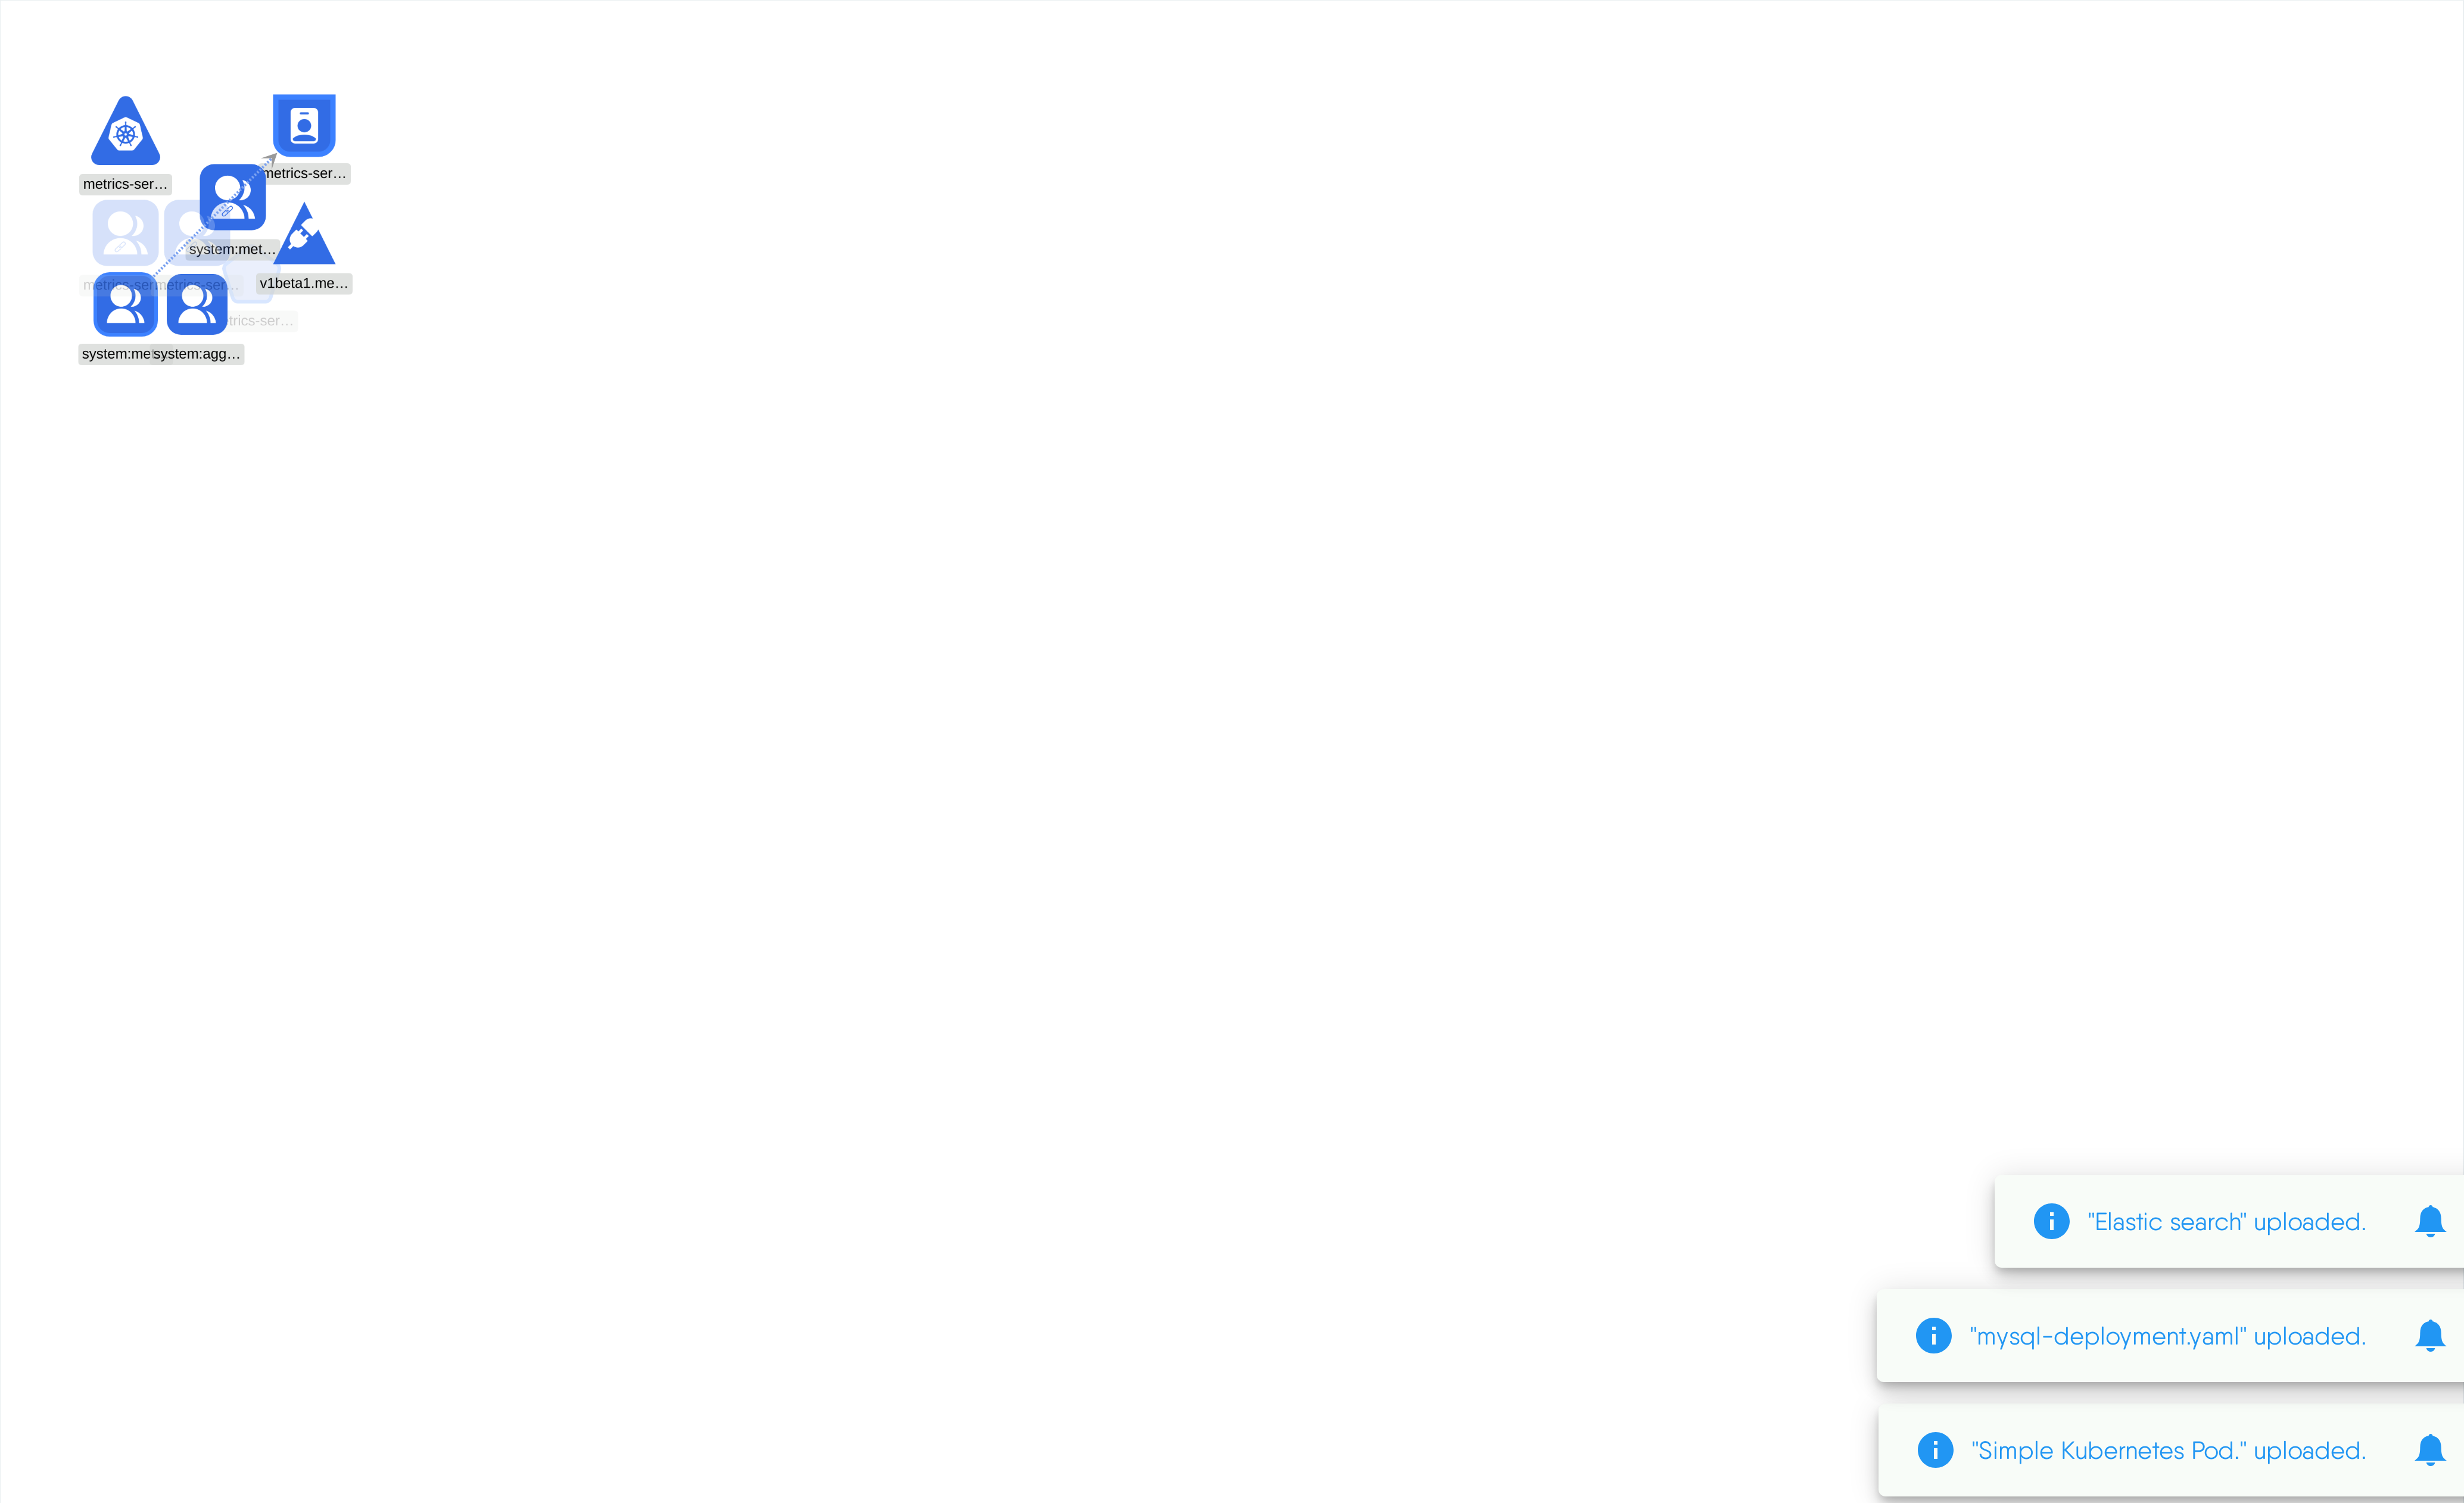 metrics-ser…
metrics-ser…
system:met…
v1beta1.me…
metrics-ser…
metrics-ser…
trics-ser…
system:me
system:agg…
"Elastic search" uploaded.
"mysql-deployment.yaml" uploaded.
"Simple Kubernetes Pod." uploaded.